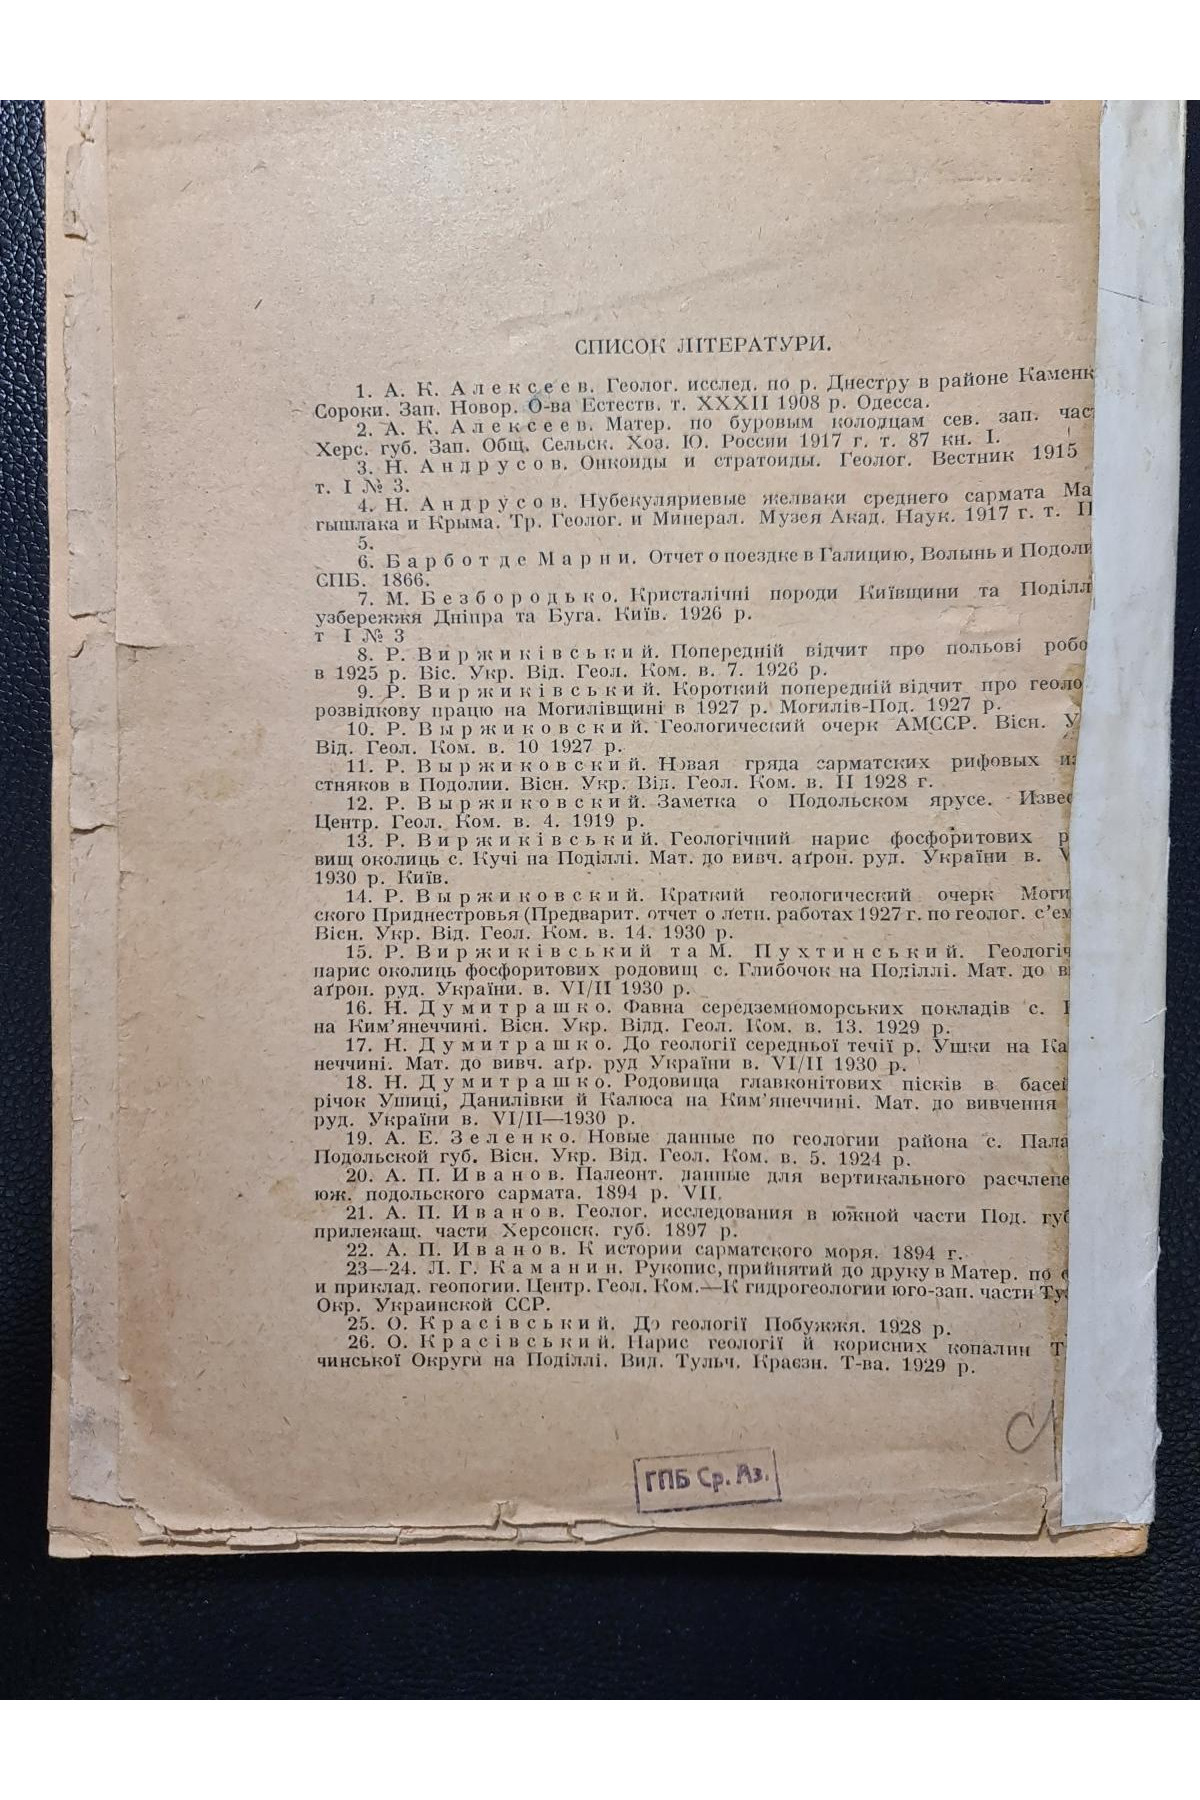 СПИСОК ЛІТЕРАТУРИ.
1. А. К. Алексеев. Геолог. исслед. по р. Днестру в районе Каменк
Сороки. Зап. Новор. О-ва Естеств. т. XXXII 1908 р. Одесса.
2. А. К. Алексеев. Матер. по буровым колодцам сев. зап. част
Херс. губ. Зап. Общ. Сельск. Хоз. Ю. России 1917 г. т. 87 кн. I.
3. Н. Андрусов. Онкоиды и стратоиды. Геолог. Вестник 1915
т. I № 3.
4. Н. Андрусов. Нубекуляриевые желваки среднего сармата Ма
гышлака и Крыма. Тр. Геолог. и Минерал. Музея Акад. Наук. 1917 г. т. II
5.
6. Барбот де Марни. Отчет о поездке в Галицию, Волынь и Подоли
СПБ. 1866.
7. М. Безбородько. Кристалічні породи Київщини та Поділл
узбережжя Дніпра та Буга. Київ. 1926 р.
т I № 3
8. Р. Виржиківський. Попередній відчит про польові робо
в 1925 р. Віс. Укр. Від. Геол. Ком. в. 7. 1926 р.
9. Р. Виржиківський. Короткий попередній відчит про геоло
розвідкову працю на Могилівщині в 1927 р. Могилів-Под. 1927 р.
10. Р. Выржиковский. Геологический очерк АМССР. Вісн. У
Від. Геол. Ком. в. 10 1927 р.
11. Р. Выржиковский. Новая гряда сарматских рифовых из
стняков в Подолии. Вісн. Укр. Від. Геол. Ком. в. II 1928 г.
12. Р. Выржиковский. Заметка о Подольском ярусе. Извес
Центр. Геол. Ком. в. 4. 1919 р.
13. Р. Виржиківський. Геологічний нарис фосфоритових р
вищ околиць с. Кучі на Поділлі. Мат. до вивч. аґрон. руд. України в. V
1930 р. Київ.
14. Р. Выржиковский. Краткий геологический очерк Моги
ского Приднестровья (Предварит. отчет о летн. работах 1927 г. по геолог. с’ем
Вісн. Укр. Від. Геол. Ком. в. 14. 1930 р.
15. Р. Виржиківський та М. Пухтинський. Геологіч
нарис околиць фосфоритових родовищ с. Глибочок на Поділлі. Мат. до в
аґрон. руд. України. в. VI/II 1930 р.
16. Н. Думитрашко. Фавна середземноморських покладів с.
на Ким’янеччині. Вісн. Укр. Відд. Геол. Ком. в. 13. 1929 р.
17. Н. Думитрашко. До геології середньої течії р. Ушки на Ка
неччині. Мат. до вивч. аґр. руд України в. VI/II 1930 р.
18. Н. Думитрашко. Родовища главконітових пісків в басей
річок Ушиці, Данилівки й Калюса на Ким’янеччині. Мат. до вивчення
руд. України в. VI/II—1930 р.
19. А. Е. Зеленко. Новые данные по геологии района с. Пала
Подольской губ. Вісн. Укр. Від. Геол. Ком. в. 5. 1924 р.
20. А. П. Иванов. Палеонт. данные для вертикального расчлене
юж. подольского сармата. 1894 р. VII.
21. А. П. Иванов. Геолог. исследования в южной части Под. губ
прилежащ. части Херсонск. губ. 1897 р.
22. А. П. Иванов. К истории сарматского моря. 1894 г.
23—24. Л. Г. Каманин. Рукопис, прийнятий до друку в Матер. по о
и приклад. геопогии. Центр. Геол. Ком.—К гидрогеологии юго-зап. части Ту
Окр. Украинской ССР.
25. О. Красівський. До геології Побужжя. 1928 р.
26. О. Красівський. Нарис геології й корисних копалин Т
чинської Округи на Поділлі. Вид. Тульч. Краєзн. Т-ва. 1929 р.
ГПБ Ср. Аз.